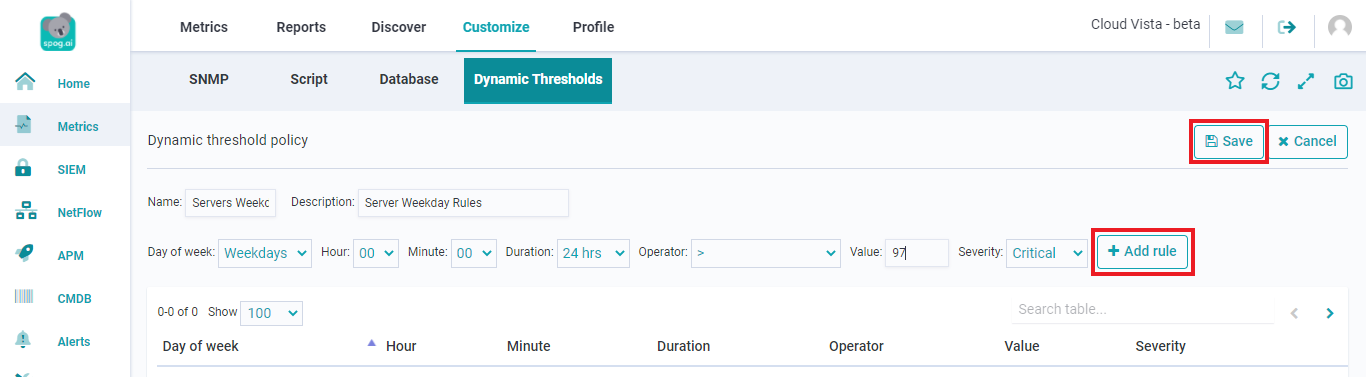 spog.ai
Metrics Reports Discover Customize Profile Cloud Vista - beta
SNMP Script Database Dynamic Thresholds
Home
Metrics
SIEM
NetFlow
APM
CMDB
Alerts
Dynamic threshold policy Save Cancel
Name: Servers Weekd Description: Server Weekday Rules
Day of week: Weekdays Hour: 00 Minute: 00 Duration: 24 hrs Operator: > Value: 97 Severity: Critical + Add rule
0-0 of 0 Show 100 Search table...
Day of week Hour Minute Duration Operator Value Severity